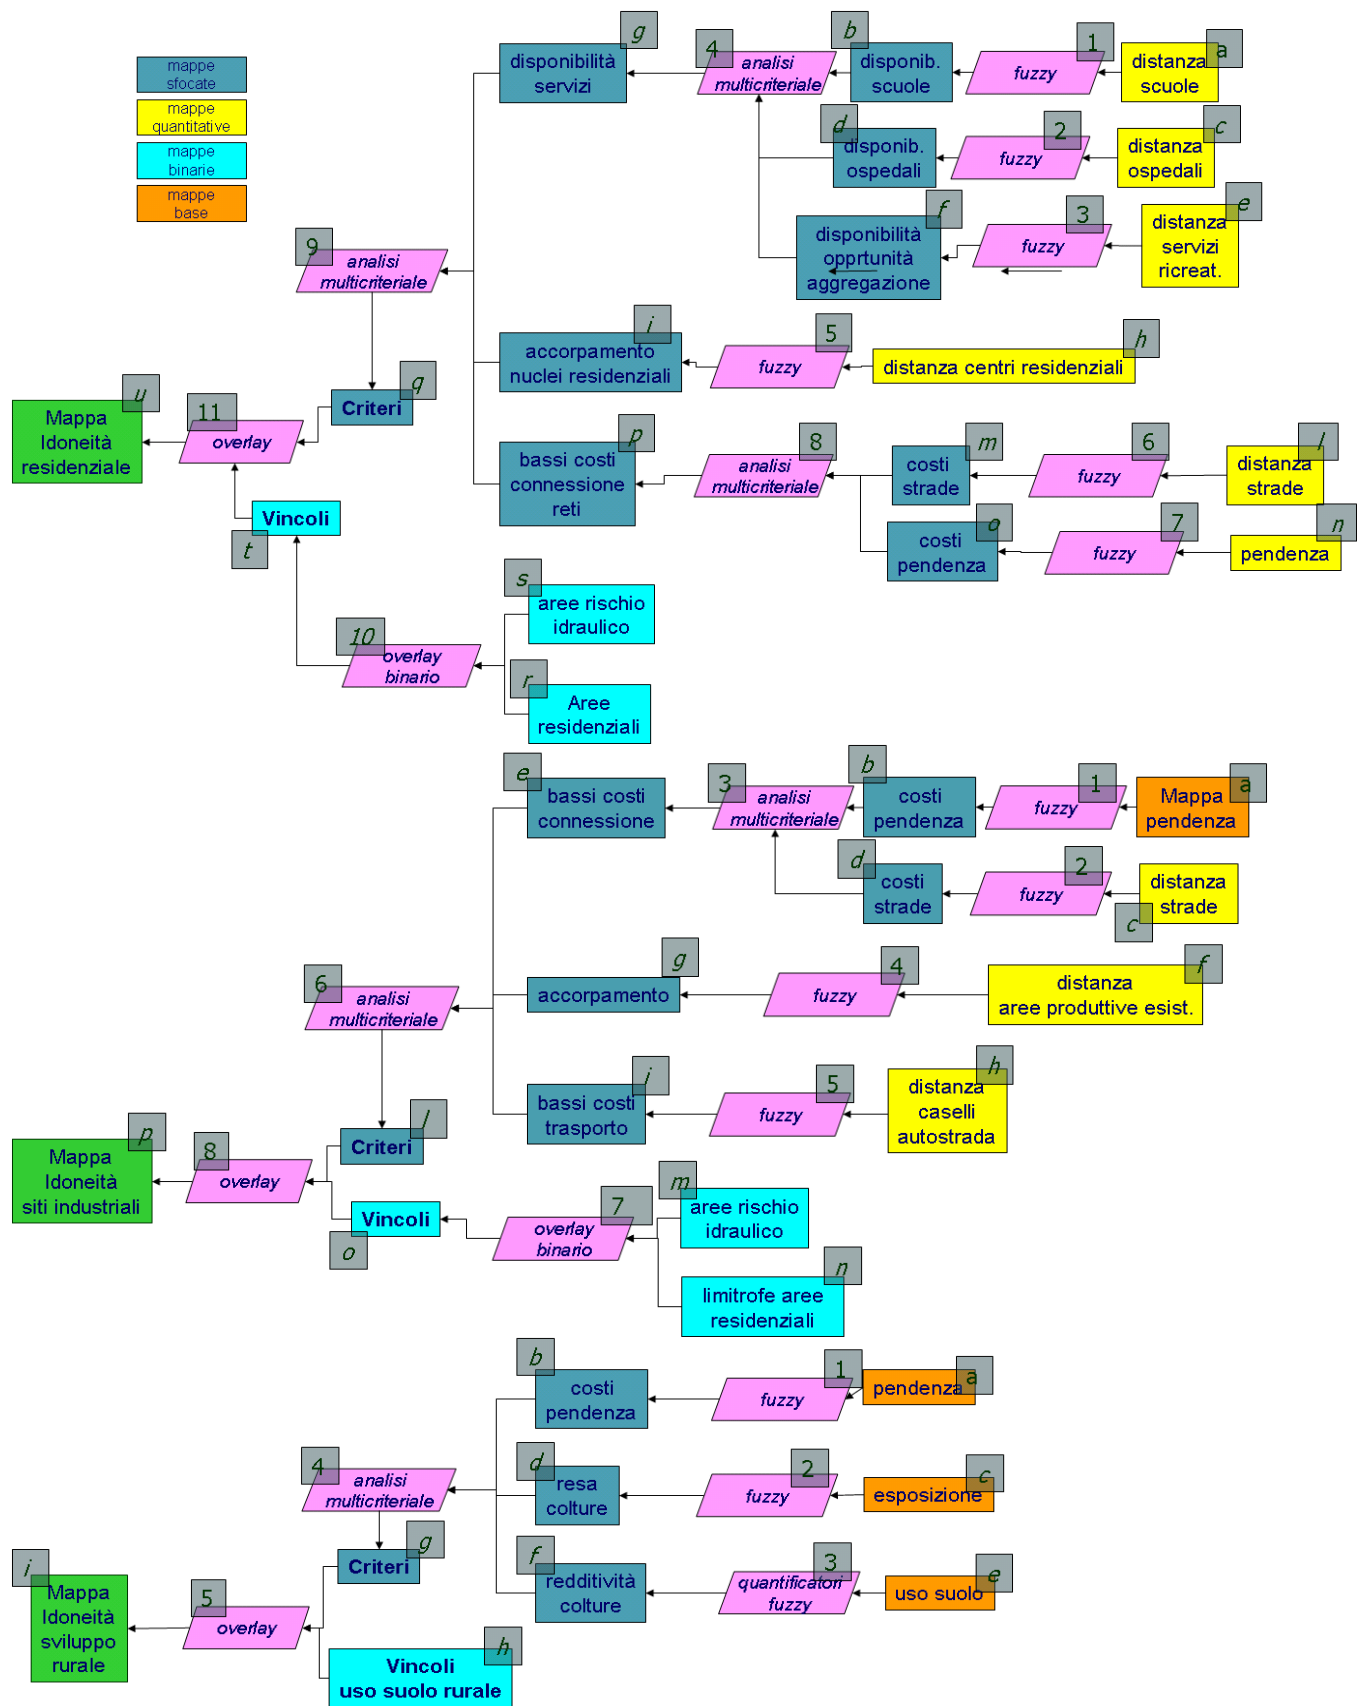 mappe
sfocate
mappe
quantitative
mappe
binarie
mappe
base
g
disponibilità
servizi
4
analisi
multicriteriale
b
disponib.
scuole
1
fuzzy
a
distanza
scuole
d
disponib.
ospedali
2
fuzzy
c
distanza
ospedali
f
disponibilità
opprtunità
aggregazione
3
fuzzy
e
distanza
servizi
ricreat.
9
analisi
multicriteriale
i
accorpamento
nuclei residenziali
5
fuzzy
h
distanza centri residenziali
u
Mappa
Idoneità
residenziale
11
overlay
q
Criteri
p
bassi costi
connessione
reti
8
analisi
multicriteriale
m
costi
strade
6
fuzzy
l
distanza
strade
Vincoli
t
o
costi
pendenza
7
fuzzy
n
pendenza
s
aree rischio
idraulico
10
overlay
binario
r
Aree
residenziali
e
bassi costi
connessione
3
analisi
multicriteriale
b
costi
pendenza
1
fuzzy
a
Mappa
pendenza
d
costi
strade
2
fuzzy
distanza
strade
c
6
analisi
multicriteriale
g
accorpamento
4
fuzzy
f
distanza
aree produttive esist.
i
bassi costi
trasporto
5
fuzzy
h
distanza
caselli
autostrada
p
Mappa
Idoneità
siti industriali
8
overlay
l
Criteri
Vincoli
o
7
overlay
binario
m
aree rischio
idraulico
n
limitrofe aree
residenziali
b
costi
pendenza
1
fuzzy
a
pendenza
4
analisi
multicriteriale
d
resa
colture
2
fuzzy
c
esposizione
g
Criteri
f
redditività
colture
3
quantificatori
fuzzy
e
uso suolo
i
Mappa
Idoneità
sviluppo
rurale
5
overlay
h
Vincoli
uso suolo rurale